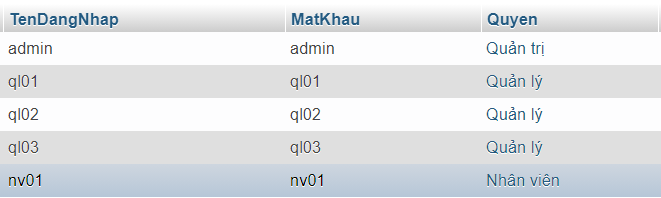 TenDangNhap MatKhau Quyen
admin admin Quản trị
ql01 ql01 Quản lý
ql02 ql02 Quản lý
ql03 ql03 Quản lý
nv01 nv01 Nhân viên